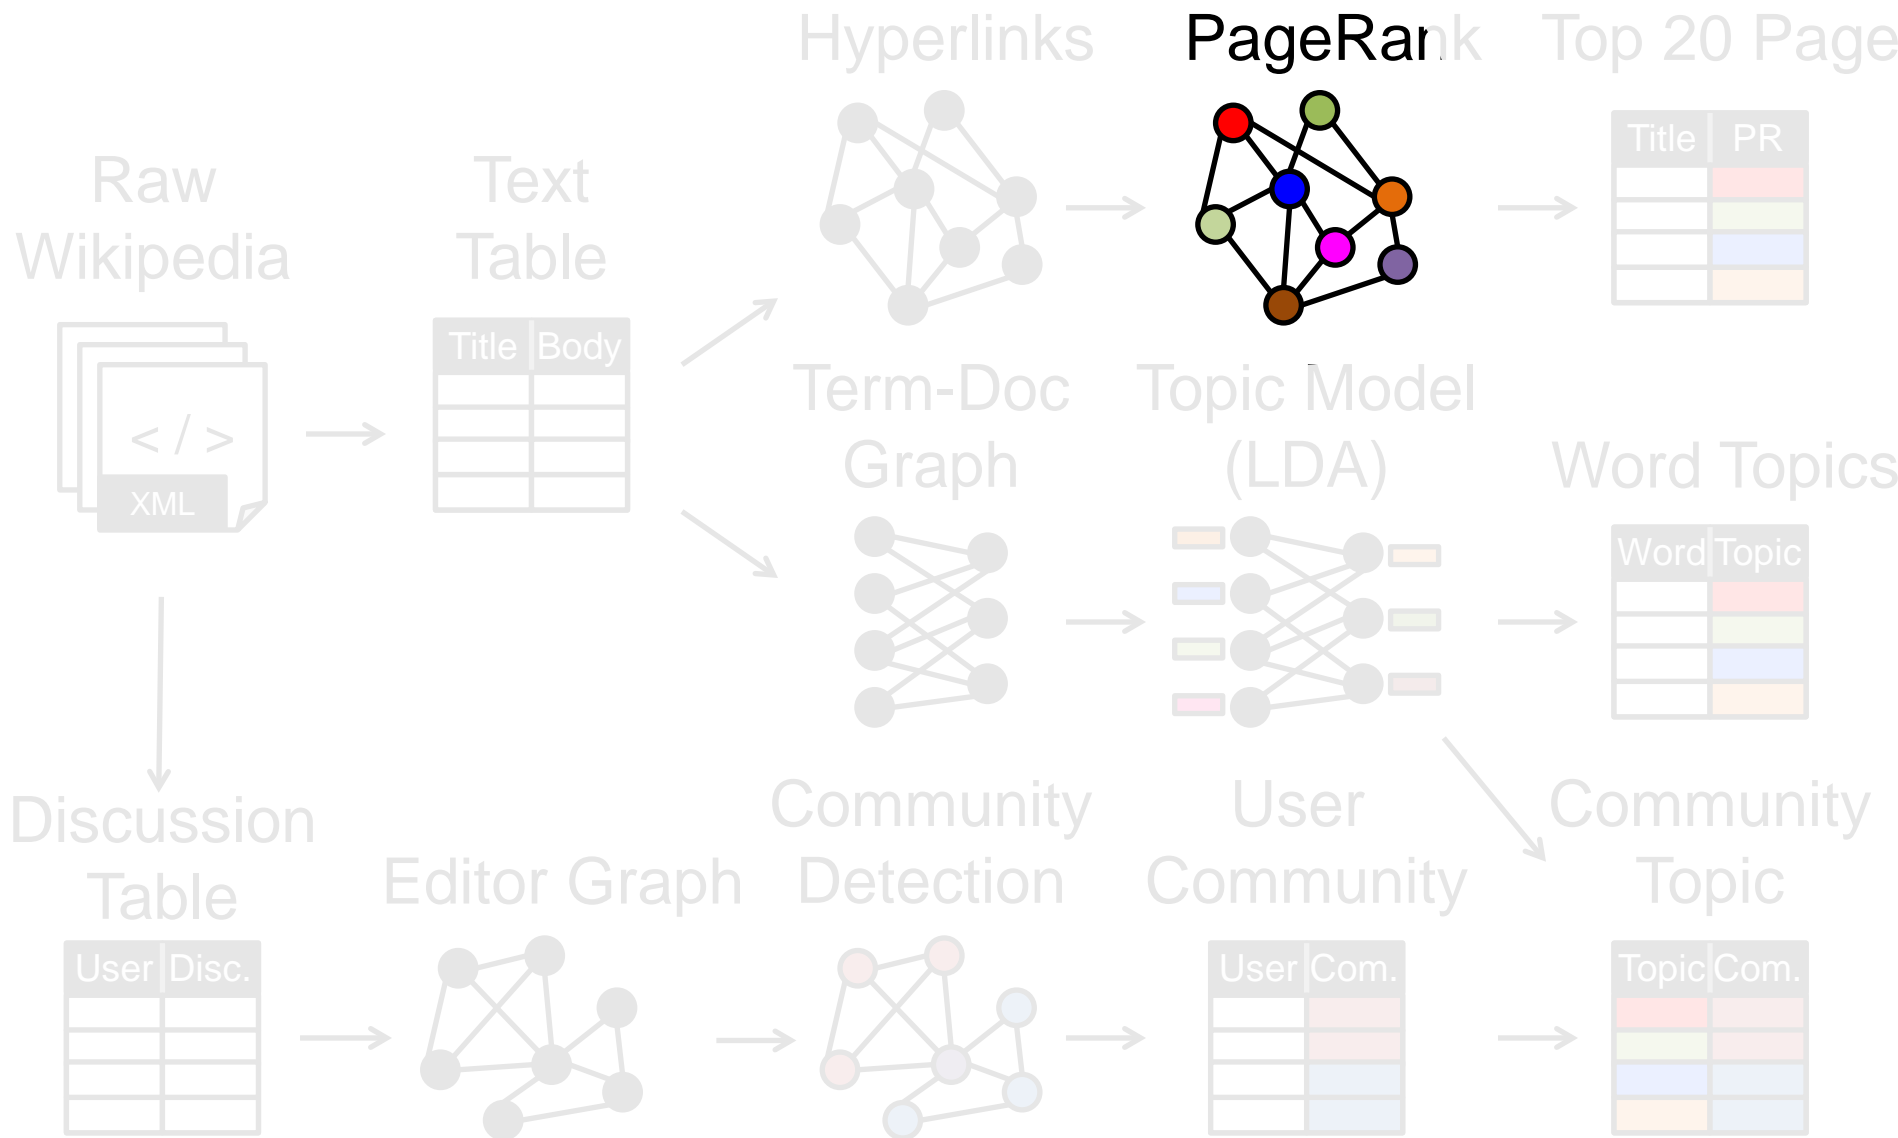 Hyperlinks
PageRank
Top 20 Page
Title PR
Raw
Wikipedia
< / >
XML
Text
Table
Title Body
Term-Doc
Graph
Topic Model
(LDA)
Word Topics
Word Topic
Discussion
Table
User Disc.
Editor Graph
Community
Detection
User
Community
User Com.
Community
Topic
Topic Com.